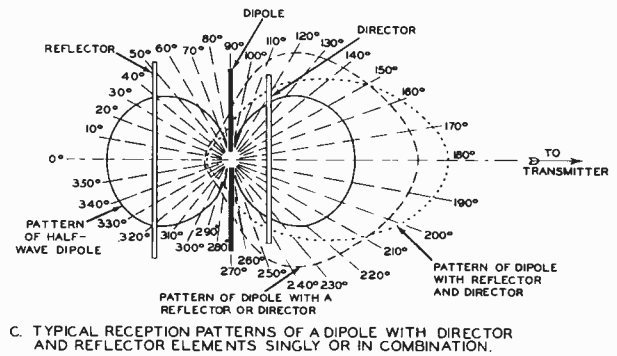 DIPOLE
REFLECTOR
DIRECTOR
50°
60°
70°
80°
90°
100°
110°
120°
130°
140°
150°
160°
170°
180°
190°
200°
210°
220°
230°
240°
250°
260°
270°
280°
290°
300°
310°
320°
330°
340°
350°
0°
10°
20°
30°
40°
TO
TRANSMITTER
PATTERN
OF HALF-
WAVE DIPOLE
PATTERN OF DIPOLE WITH A
REFLECTOR OR DIRECTOR
PATTERN OF DIPOLE
WITH REFLECTOR
AND DIRECTOR
C. TYPICAL RECEPTION PATTERNS OF A DIPOLE WITH DIRECTOR
AND REFLECTOR ELEMENTS SINGLY OR IN COMBINATION.